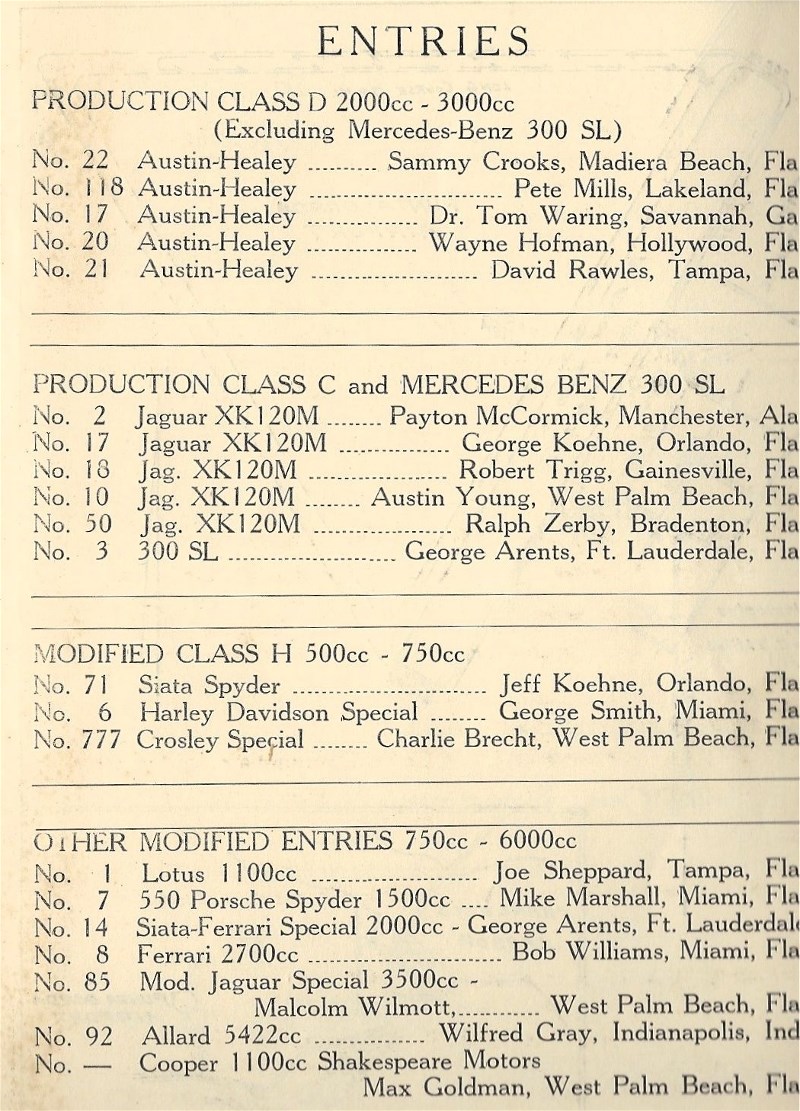 ENTRIES
PRODUCTION CLASS D 2000cc - 3000cc
(Excluding Mercedes-Benz 300 SL)
No. 22 Austin-Healey .......... Sammy Crooks, Madiera Beach, Fla
No. 118 Austin-Healey ............................ Pete Mills, Lakeland, Fla
No. 17 Austin-Healey ................ Dr. Tom Waring, Savannah, Ga
No. 20 Austin-Healey ................ Wayne Hofman, Hollywood, Fla
No. 21 Austin-Healey ........................ David Rawles, Tampa, Fla
PRODUCTION CLASS C and MERCEDES BENZ 300 SL
No. 2 Jaguar XK120M ........ Payton McCormick, Manchester, Ala
No. 17 Jaguar XK120M ................ George Koehne, Orlando, Fla
No. 18 Jag. XK120M .................... Robert Trigg, Gainesville, Fla
No. 10 Jag. XK120M ........ Austin Young, West Palm Beach, Fla
No. 50 Jag. XK120M .................... Ralph Zerby, Bradenton, Fla
No. 3 300 SL ........................ George Arents, Ft. Lauderdale, Fla
MODIFIED CLASS H 500cc - 750cc
No. 71 Siata Spyder ............................ Jeff Koehne, Orlando, Fla
No. 6 Harley Davidson Special ........ George Smith, Miami, Fla
No. 777 Crosley Special ........ Charlie Brecht, West Palm Beach, Fla
OTHER MODIFIED ENTRIES 750cc - 6000cc
No. 1 Lotus 1100cc ........................ Joe Sheppard, Tampa, Fla
No. 7 550 Porsche Spyder 1500cc .... Mike Marshall, Miami, Fla
No. 14 Siata-Ferrari Special 2000cc - George Arents, Ft. Lauderdale
No. 8 Ferrari 2700cc ............................ Bob Williams, Miami, Fla
No. 85 Mod. Jaguar Special 3500cc -
Malcolm Wilmott,............ West Palm Beach, Fla
No. 92 Allard 5422cc ................ Wilfred Gray, Indianapolis, Ind
No. — Cooper 1100cc Shakespeare Motors
Max Goldman, West Palm Beach, Fla